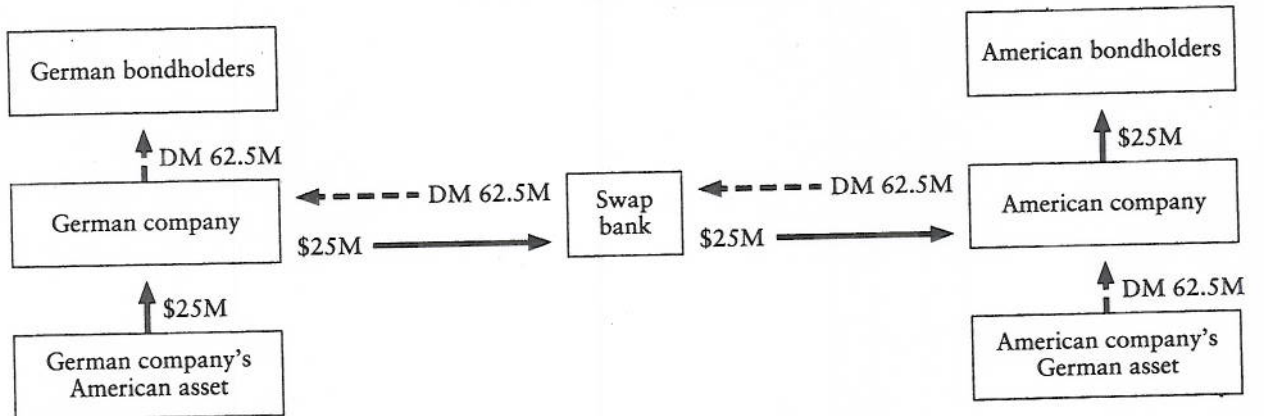 German bondholders
American bondholders
DM 62.5M
$25M
German company
DM 62.5M
Swap
bank
DM 62.5M
American company
$25M
$25M
$25M
DM 62.5M
German company's
American asset
American company's
German asset